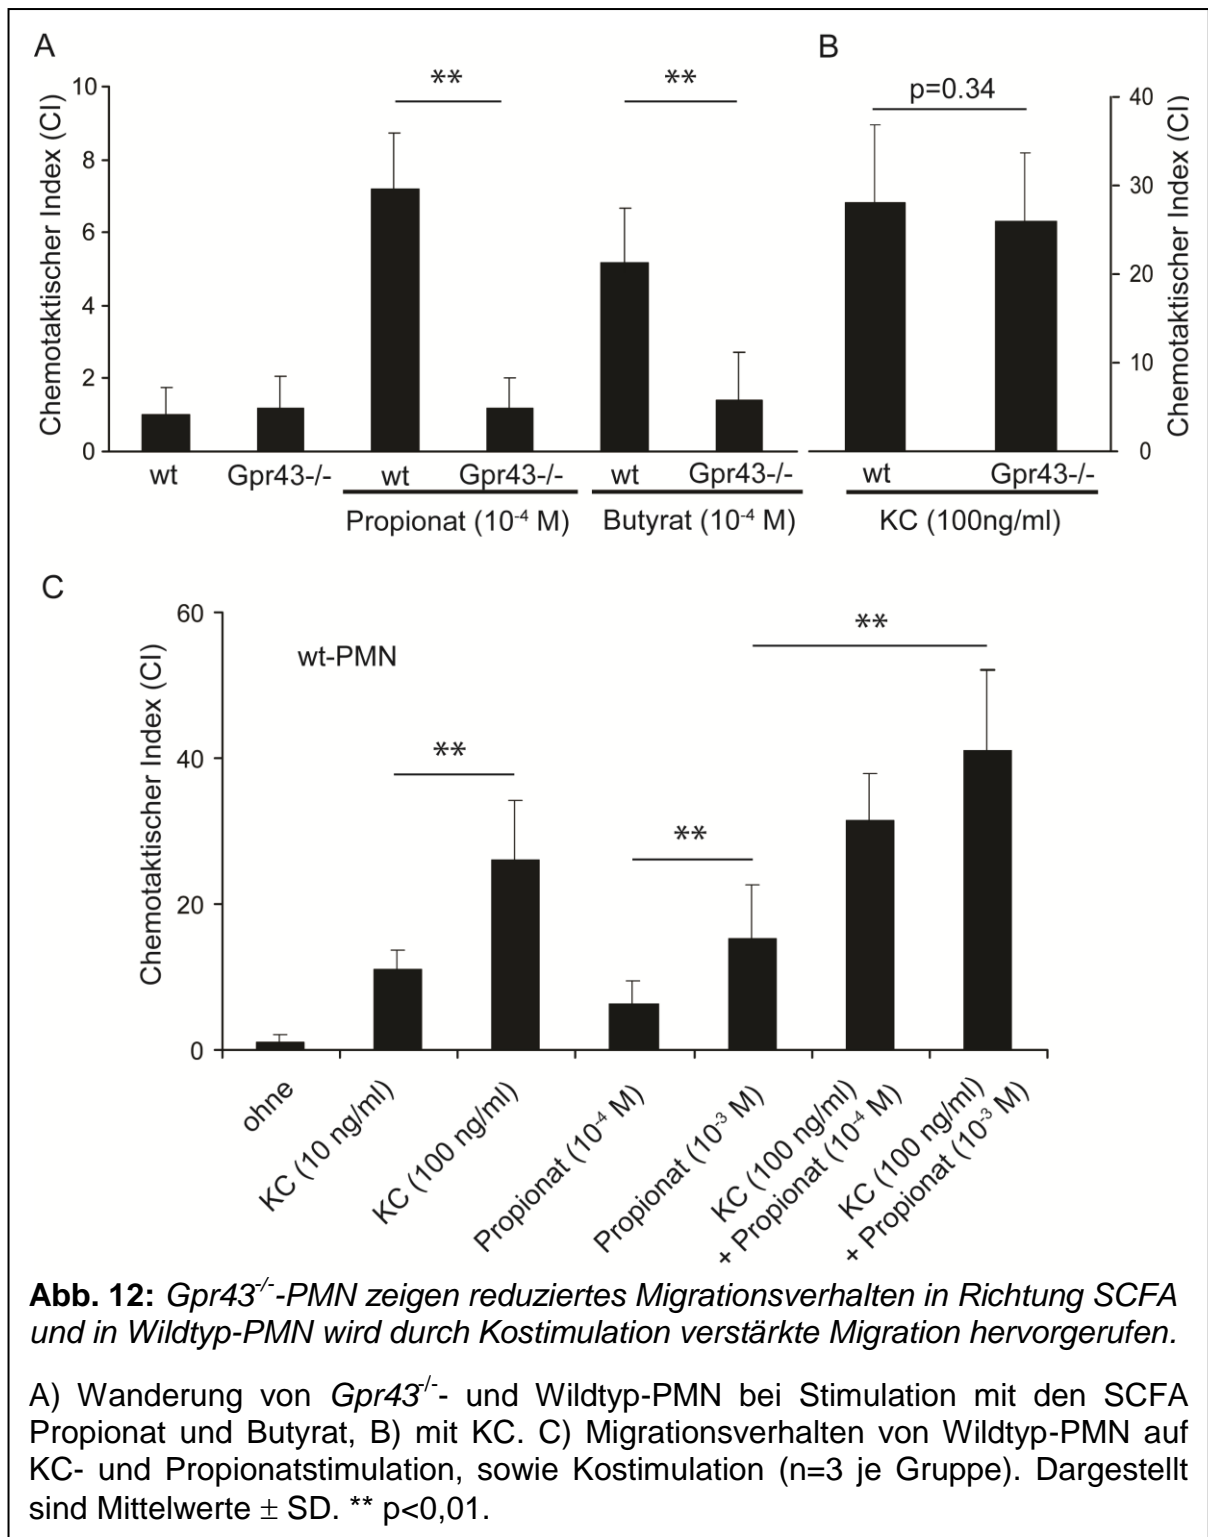 A
B
** **
p=0.34
Chemotaktischer Index (CI)
10
8
6
4
2
0
40
30
20
10
0
Chemotaktischer Index (CI)
wt Gpr43-/- wt Gpr43-/- wt Gpr43-/- wt Gpr43-/-
Propionat (10⁻⁴ M) Butyrat (10⁻⁴ M) KC (100ng/ml)
C
Chemotaktischer Index (CI)
60
40
20
0
wt-PMN
**
**
**
ohne
KC (10 ng/ml)
KC (100 ng/ml)
Propionat (10⁻⁴ M)
Propionat (10⁻³ M)
KC (100 ng/ml)
+ Propionat (10⁻⁴ M)
KC (100 ng/ml)
+ Propionat (10⁻³ M)
Abb. 12: Gpr43⁻/⁻-PMN zeigen reduziertes Migrationsverhalten in Richtung SCFA
und in Wildtyp-PMN wird durch Kostimulation verstärkte Migration hervorgerufen.
A) Wanderung von Gpr43⁻/⁻- und Wildtyp-PMN bei Stimulation mit den SCFA
Propionat und Butyrat, B) mit KC. C) Migrationsverhalten von Wildtyp-PMN auf
KC- und Propionatstimulation, sowie Kostimulation (n=3 je Gruppe). Dargestellt
sind Mittelwerte ± SD. ** p<0,01.